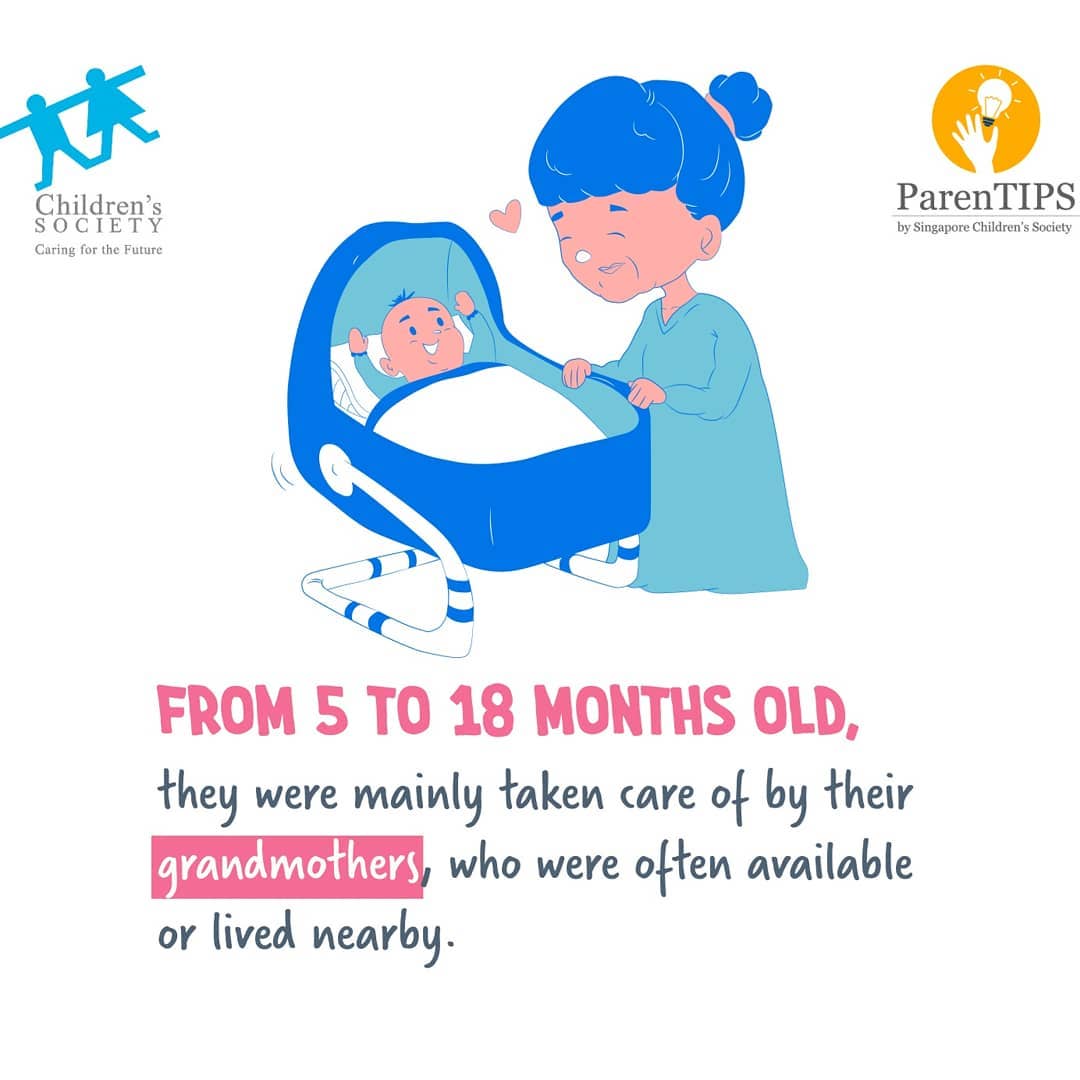 Children's
SOCIETY
Caring for the Future
ParenTIPS
by Singapore Children's Society
FROM 5 TO 18 MONTHS OLD,
they were mainly taken care of by their
grandmothers, who were often available
or lived nearby.